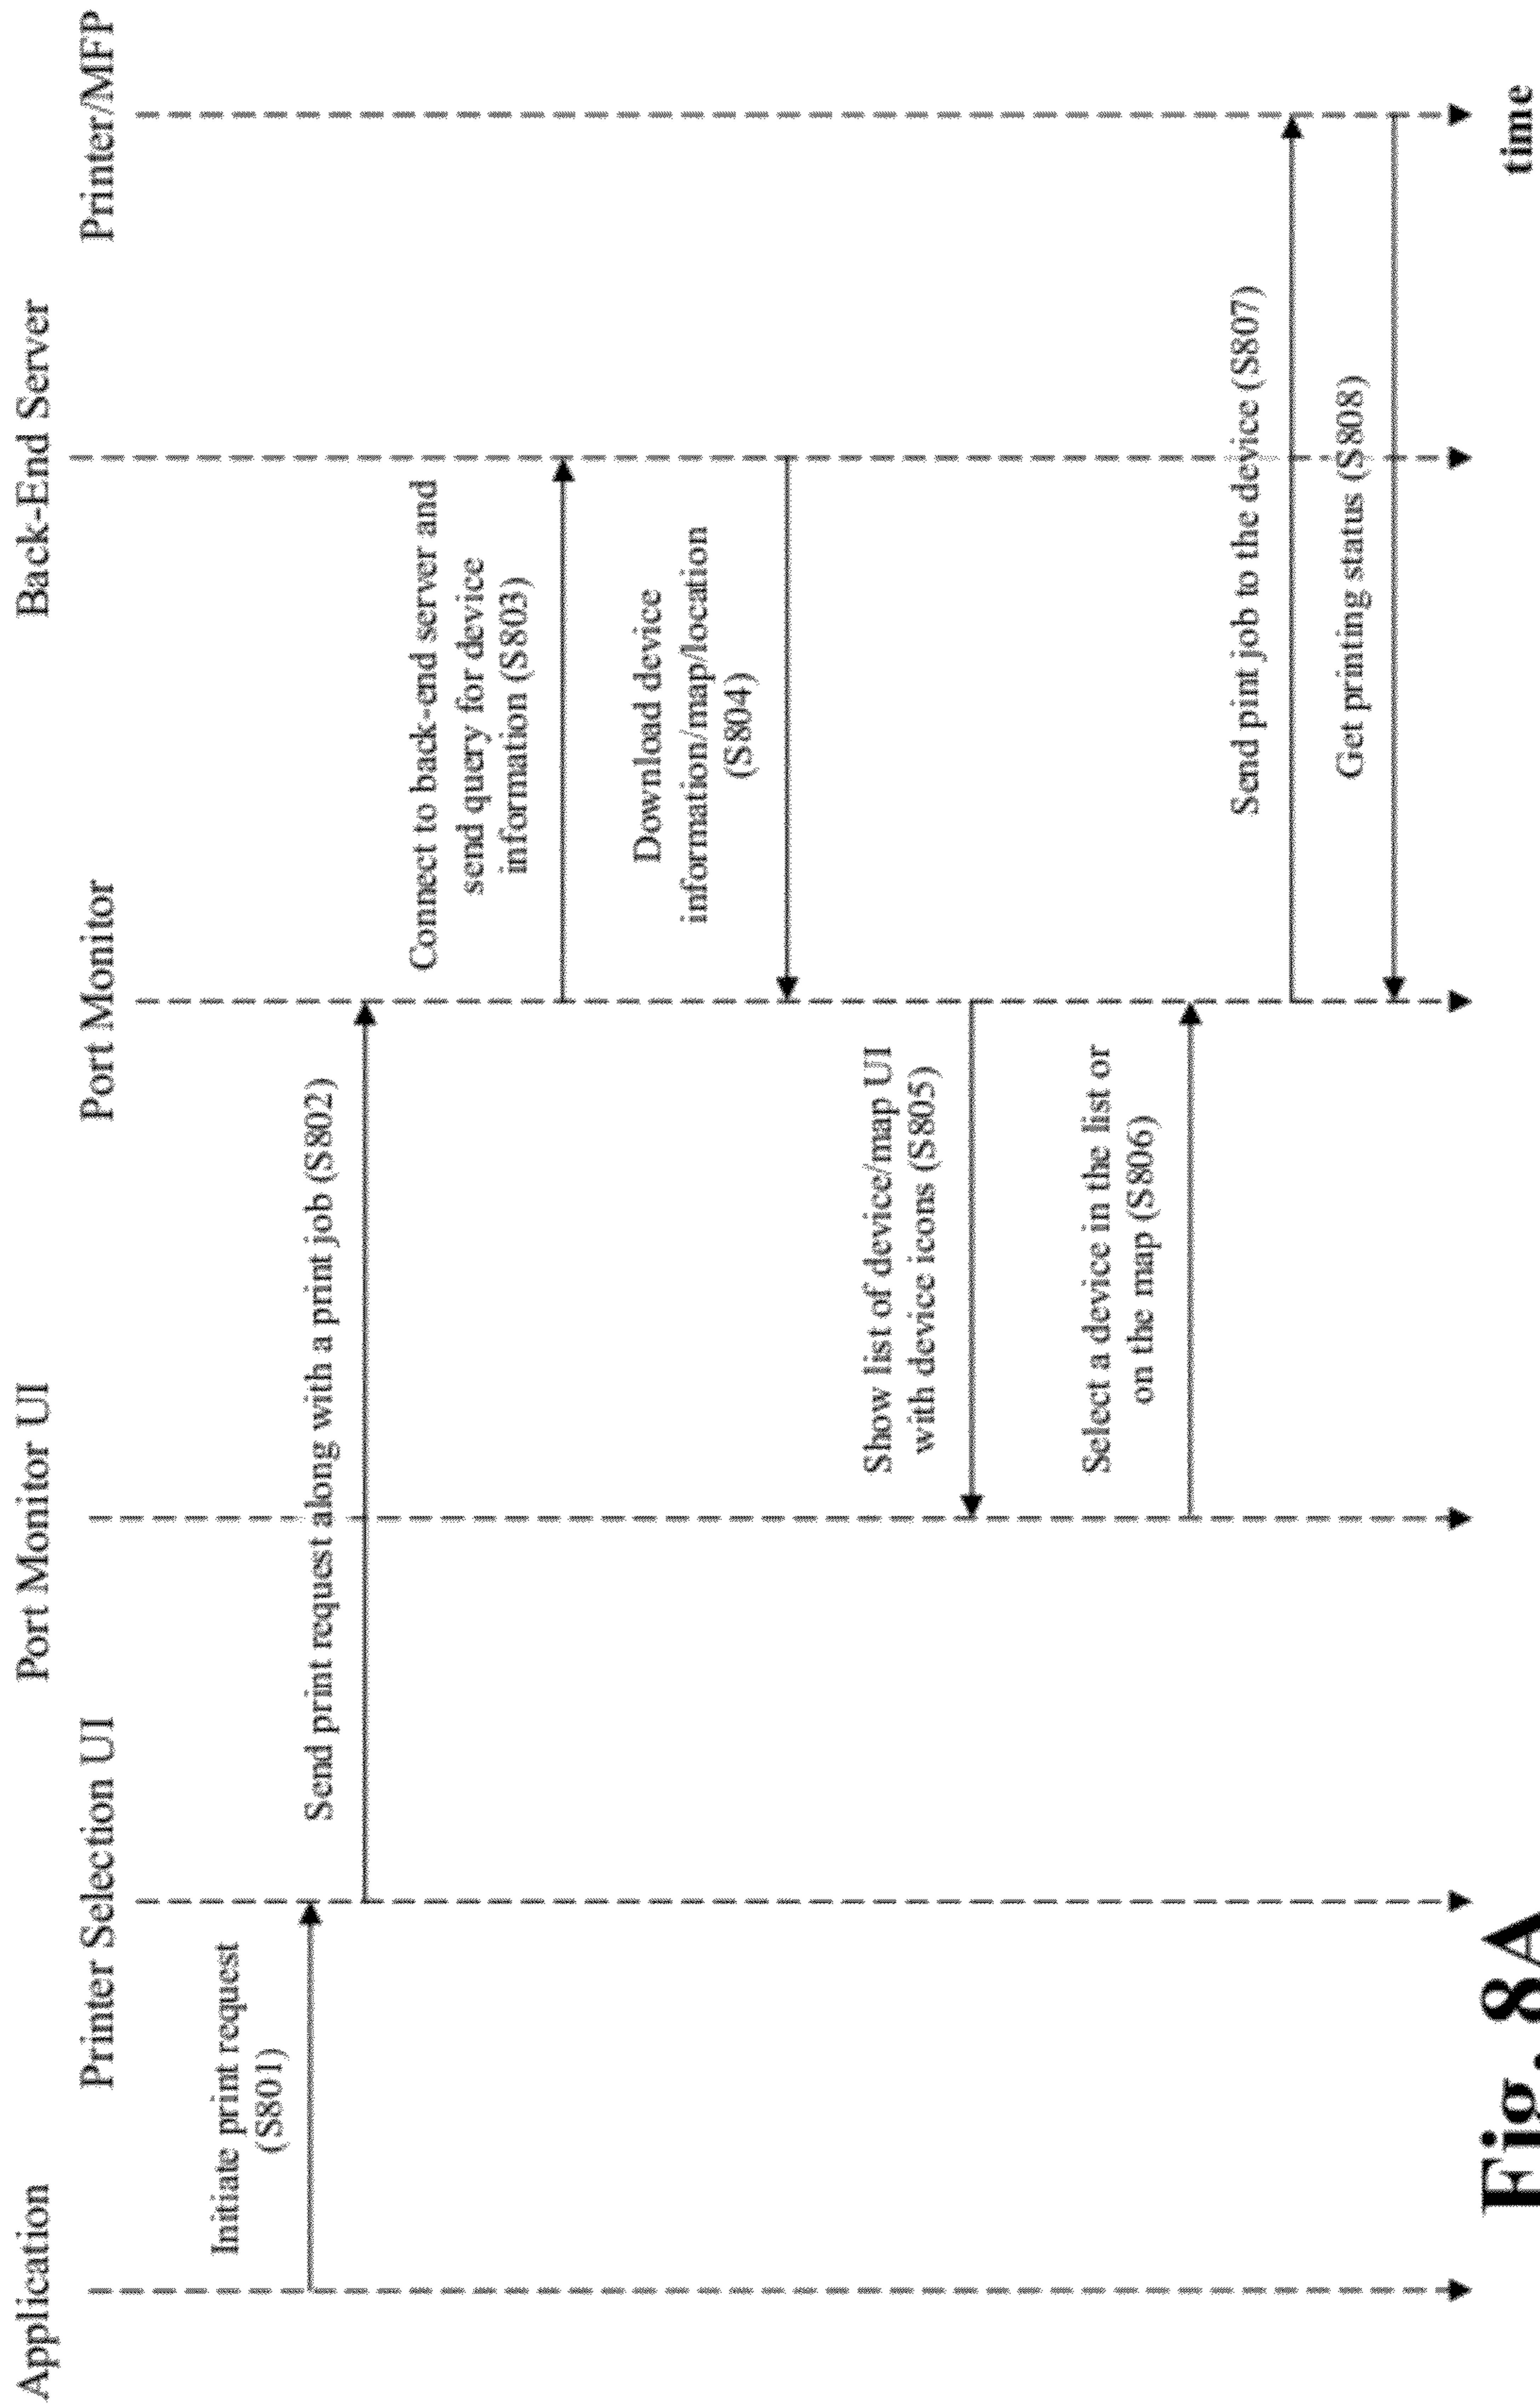 Application
Printer Selection UI
Port Monitor UI
Port Monitor
Back-End Server
Printer/MFP
Initiate print request
(S801)
Send print request along with a print job (S802)
Connect to back-end server and
send query for device
information (S803)
Download device
information/map/location
(S804)
Show list of device/map UI
with device icons (S805)
Select a device in the list or
on the map (S806)
Send pint job to the device (S807)
Get printing status (S808)
time
Fig. 8A